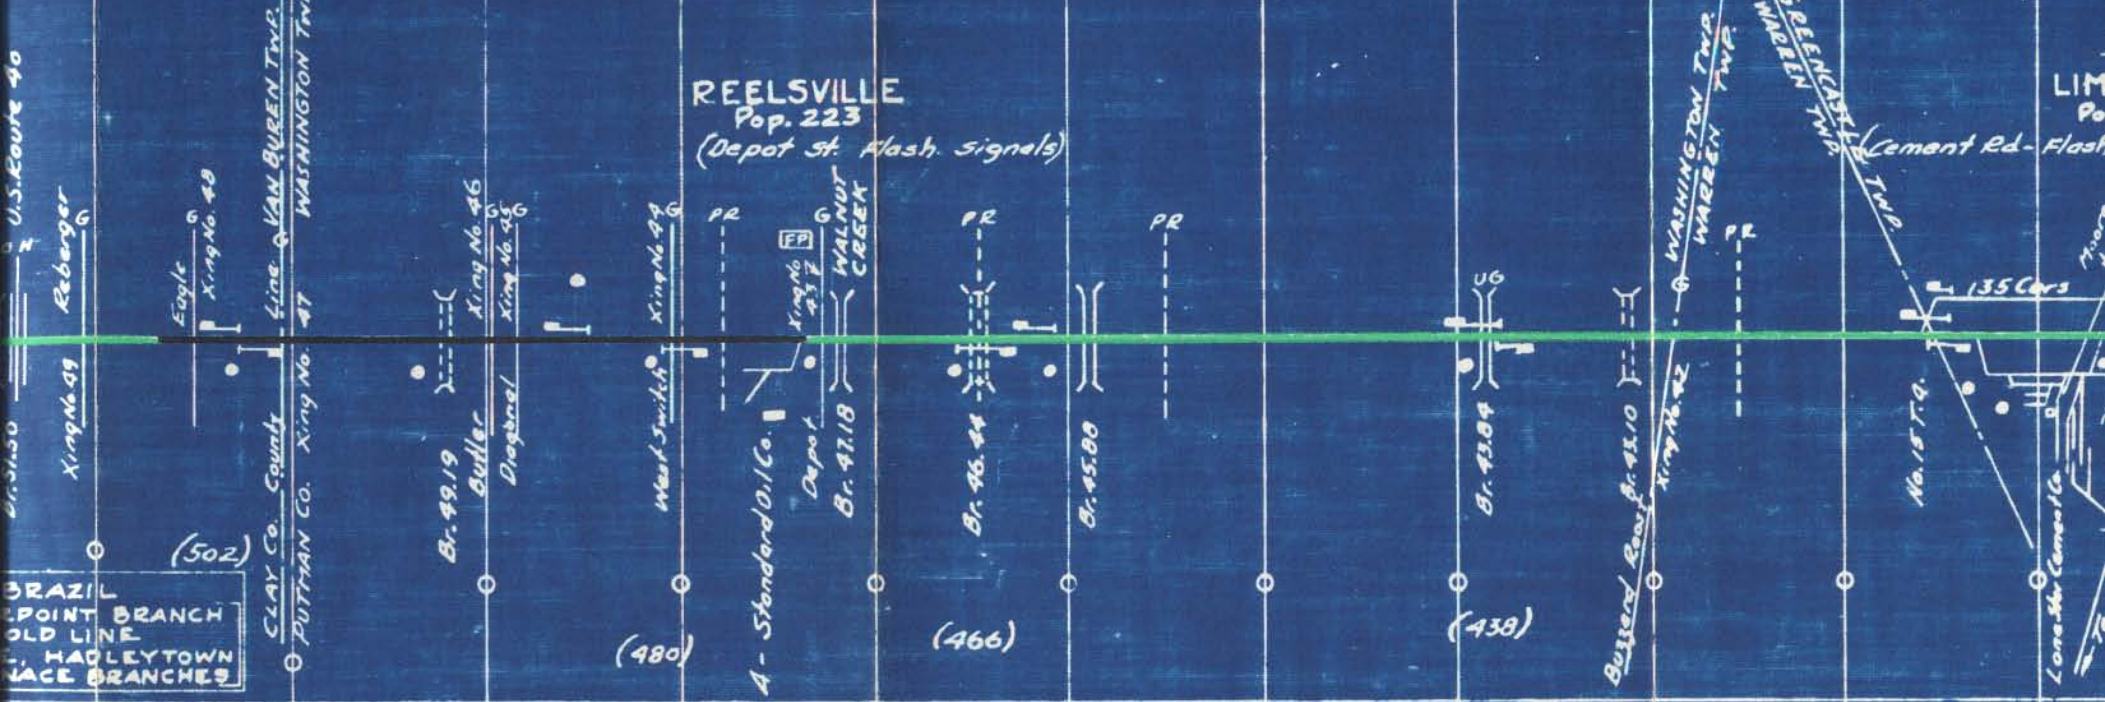 U.S. Route 40
Br. 51.50
Reberger
G
Xing No 49
Eagle
G
Xing No. 48
(502)
BRAZIL
POINT BRANCH
OLD LINE
HADLEYTOWN
NACE BRANCHES
CLAY Co. County Line G VAN BUREN TWP.
PUTTMAN CO. Xing No. 47 WASHINGTON TW
Br. 49.19
Butler
Xing No. 46
G
Diagonal
Xing No. 45
G
West Switch
Xing No. 44
G
PR
(480)
REELSVILLE
Pop. 223
(Depot St. Flash. Signals)
A - Standard Oil Co.
FP
Depot
Xing No
43
G
WALNUT
CREEK
Br. 47.18
PR
Br. 46.44
(466)
Br. 45.88
PR
UG
Br. 43.84
(438)
Buzzard Roost
Br. 43.10
Xing No. 42
G
WASHINGTON TWP.
WARREN TWP.
PR
GREENCASTLE TWP.
WARREN TWP.
LIM
Po
(Cement Rd - Flash
135 Cars
No. 15 T.Q.
Lone Star Cement Co.